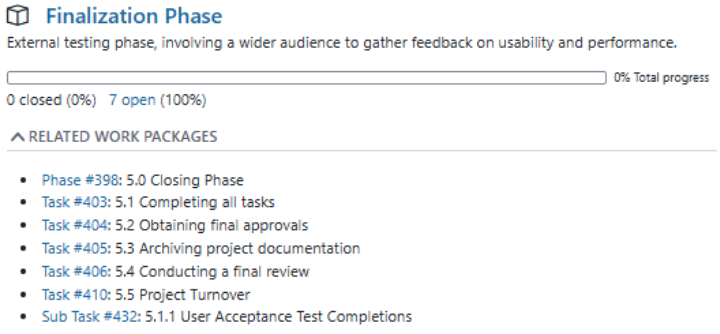 Finalization Phase
External testing phase, involving a wider audience to gather feedback on usability and performance.
0% Total progress
0 closed (0%) 7 open (100%)
RELATED WORK PACKAGES
Phase #398: 5.0 Closing Phase
Task #403: 5.1 Completing all tasks
Task #404: 5.2 Obtaining final approvals
Task #405: 5.3 Archiving project documentation
Task #406: 5.4 Conducting a final review
Task #410: 5.5 Project Turnover
Sub Task #432: 5.1.1 User Acceptance Test Completions